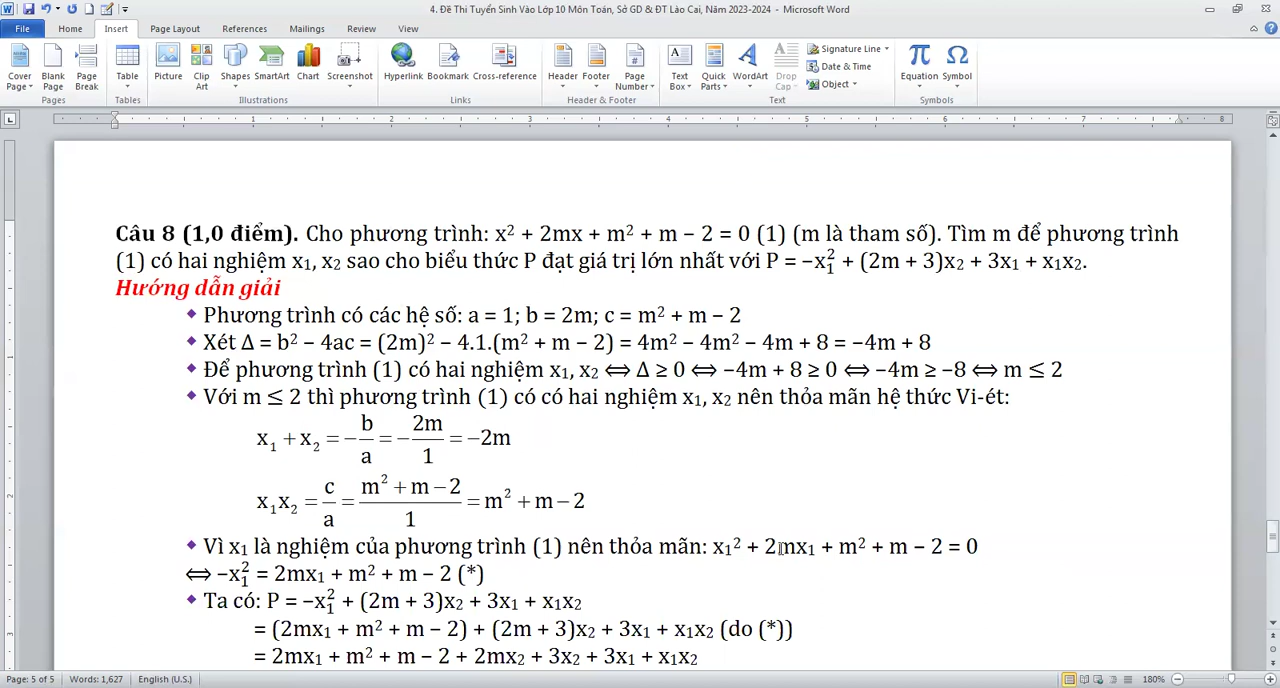 4. Đề Thi Tuyển Sinh Vào Lớp 10 Môn Toán, Sở GD & ĐT Lào Cai, Năm 2023-2024 - Microsoft Word
File Home Insert Page Layout References Mailings Review View
Cover Page Blank Page Page Break Table Picture Clip Art Shapes SmartArt Chart Screenshot Hyperlink Bookmark Cross-reference Header Footer Page Number Text Box Quick Parts WordArt Drop Cap Signature Line Date & Time Object Equation Symbol
Pages Tables Illustrations Links Header & Footer Text Symbols
1 2 3 4 5 6 7 8
Câu 8 (1,0 điểm). Cho phương trình: x² + 2mx + m² + m − 2 = 0 (1) (m là tham số). Tìm m để phương trình
(1) có hai nghiệm x₁, x₂ sao cho biểu thức P đạt giá trị lớn nhất với P = −x₁² + (2m + 3)x₂ + 3x₁ + x₁x₂.
Hướng dẫn giải
◆ Phương trình có các hệ số: a = 1; b = 2m; c = m² + m − 2
◆ Xét Δ = b² − 4ac = (2m)² − 4.1.(m² + m − 2) = 4m² − 4m² − 4m + 8 = −4m + 8
◆ Để phương trình (1) có hai nghiệm x₁, x₂ ⟺ Δ ≥ 0 ⟺ −4m + 8 ≥ 0 ⟺ −4m ≥ −8 ⟺ m ≤ 2
◆ Với m ≤ 2 thì phương trình (1) có có hai nghiệm x₁, x₂ nên thỏa mãn hệ thức Vi-ét:
x₁ + x₂ = −b/a = −2m/1 = −2m
x₁x₂ = c/a = (m² + m − 2)/1 = m² + m − 2
◆ Vì x₁ là nghiệm của phương trình (1) nên thỏa mãn: x₁² + 2mx₁ + m² + m − 2 = 0
⟺ −x₁² = 2mx₁ + m² + m − 2 (*)
◆ Ta có: P = −x₁² + (2m + 3)x₂ + 3x₁ + x₁x₂
= (2mx₁ + m² + m − 2) + (2m + 3)x₂ + 3x₁ + x₁x₂ (do (*))
= 2mx₁ + m² + m − 2 + 2mx₂ + 3x₂ + 3x₁ + x₁x₂
Page: 5 of 5 Words: 1,627 English (U.S.) 180%